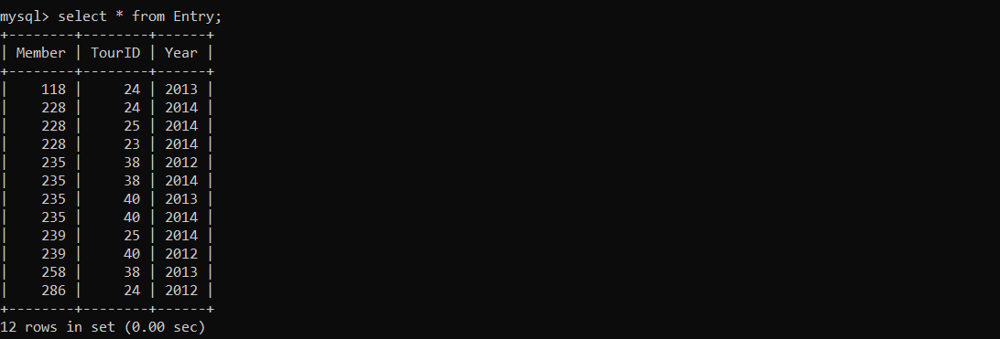 mysql> select * from Entry;
+--------+--------+------+
| Member | TourID | Year |
+--------+--------+------+
|    118 |     24 | 2013 |
|    228 |     24 | 2014 |
|    228 |     25 | 2014 |
|    228 |     23 | 2014 |
|    235 |     38 | 2012 |
|    235 |     38 | 2014 |
|    235 |     40 | 2013 |
|    235 |     40 | 2014 |
|    239 |     25 | 2014 |
|    239 |     40 | 2012 |
|    258 |     38 | 2013 |
|    286 |     24 | 2012 |
+--------+--------+------+
12 rows in set (0.00 sec)